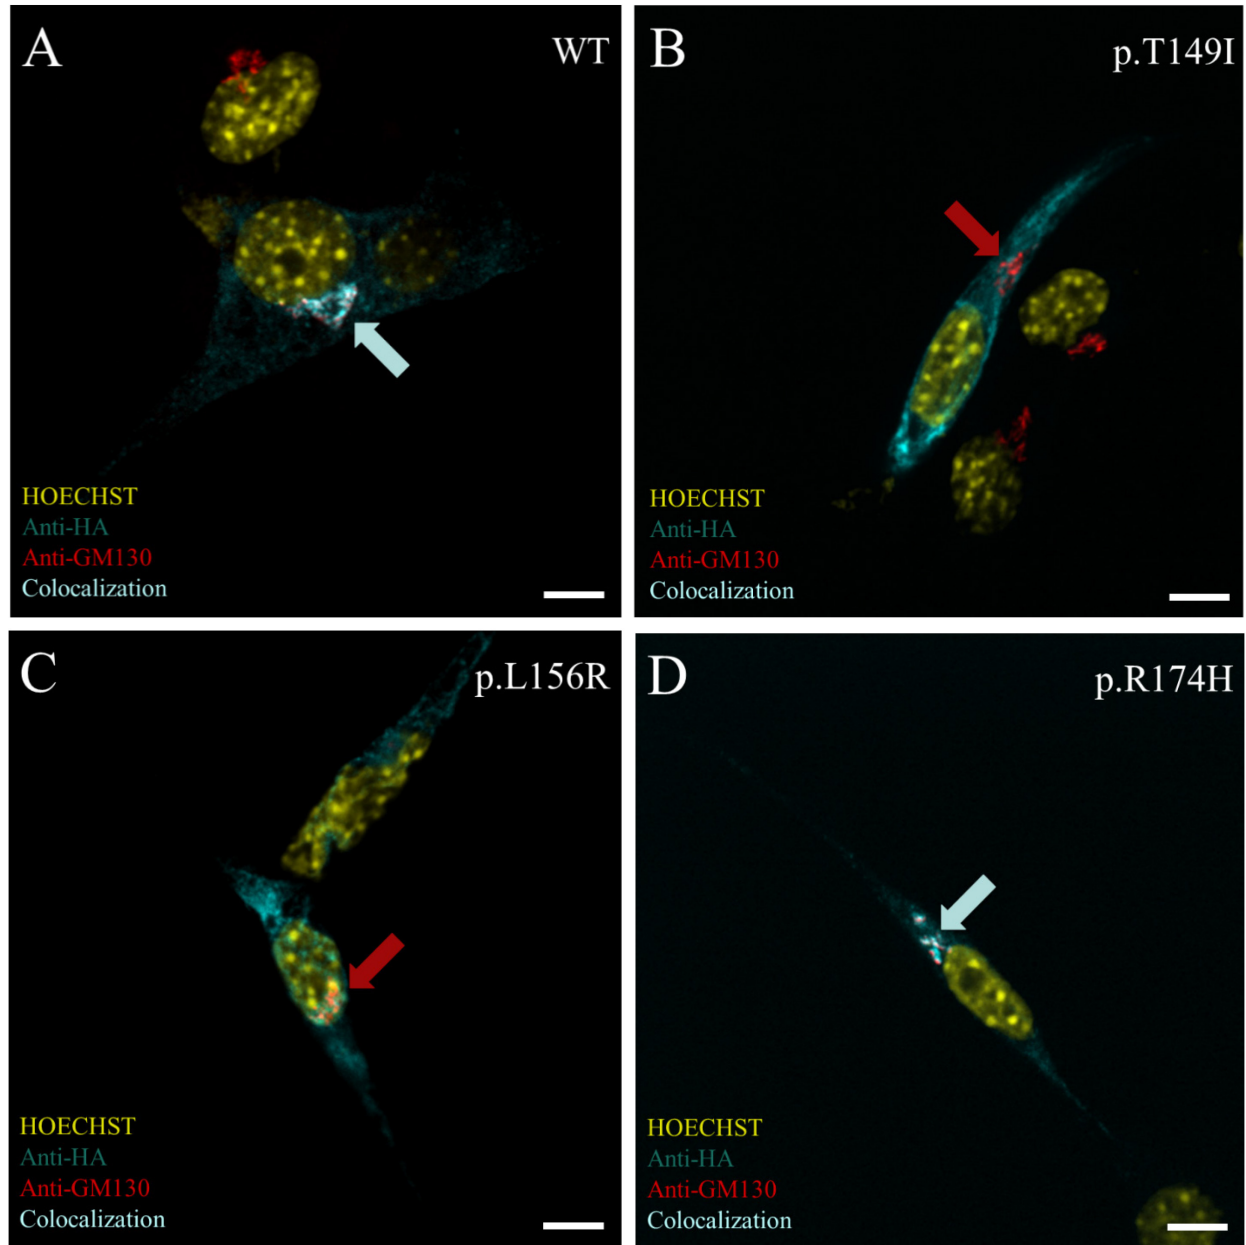 A
WT
HOECHST
Anti-HA
Anti-GM130
Colocalization
B
p.T149I
HOECHST
Anti-HA
Anti-GM130
Colocalization
C
p.L156R
HOECHST
Anti-HA
Anti-GM130
Colocalization
D
p.R174H
HOECHST
Anti-HA
Anti-GM130
Colocalization